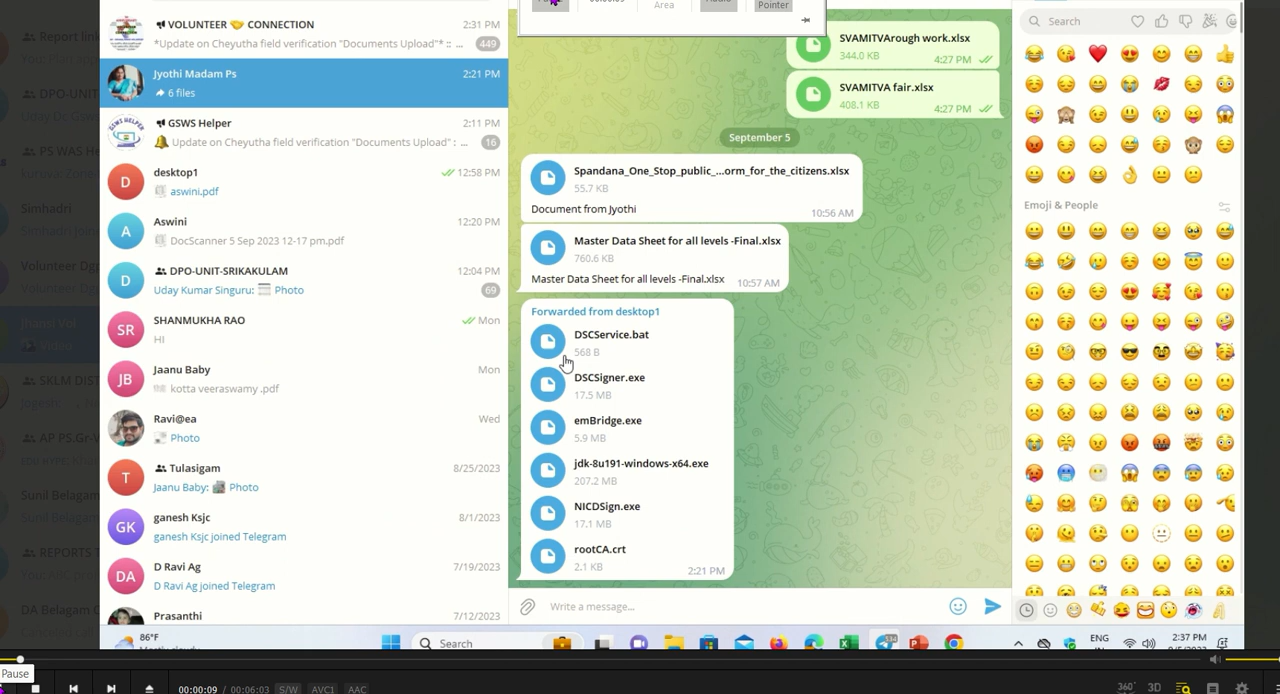 Area
Pointer
VOLUNTEER 🤝 CONNECTION
2:31 PM
*Update on Cheyutha field verification "Documents Upload"* :: ...
449
Jyothi Madam Ps
2:21 PM
6 files
GSWS Helper
2:11 PM
Update on Cheyutha field verification "Documents Upload" : ...
16
D
desktop1
12:58 PM
aswini.pdf
A
Aswini
12:20 PM
DocScanner 5 Sep 2023 12-17 pm.pdf
D
DPO-UNIT-SRIKAKULAM
12:04 PM
Uday Kumar Singuru: Photo
69
SR
SHANMUKHA RAO
Mon
HI
JB
Jaanu Baby
Mon
kotta veeraswamy .pdf
Ravi@ea
Wed
Photo
T
Tulasigam
8/25/2023
Jaanu Baby: Photo
GK
ganesh Ksjc
8/1/2023
ganesh Ksjc joined Telegram
DA
D Ravi Ag
7/19/2023
D Ravi Ag joined Telegram
Prasanthi
7/12/2023
SVAMITVArough work.xlsx
344.0 KB
4:27 PM
SVAMITVA fair.xlsx
408.1 KB
4:27 PM
September 5
Spandana_One_Stop_public_...orm_for_the_citizens.xlsx
55.7 KB
Document from Jyothi
10:56 AM
Master Data Sheet for all levels -Final.xlsx
760.6 KB
Master Data Sheet for all levels -Final.xlsx
10:57 AM
Forwarded from desktop1
DSCService.bat
568 B
DSCSigner.exe
17.5 MB
emBridge.exe
5.9 MB
jdk-8u191-windows-x64.exe
207.2 MB
NICDSign.exe
17.1 MB
rootCA.crt
2.1 KB
2:21 PM
Write a message...
Search
Emoji & People
86°F
Search
ENG
2:37 PM
Pause
00:00:09 / 00:06:03
S/W
AVC1
AAC
360°
3D